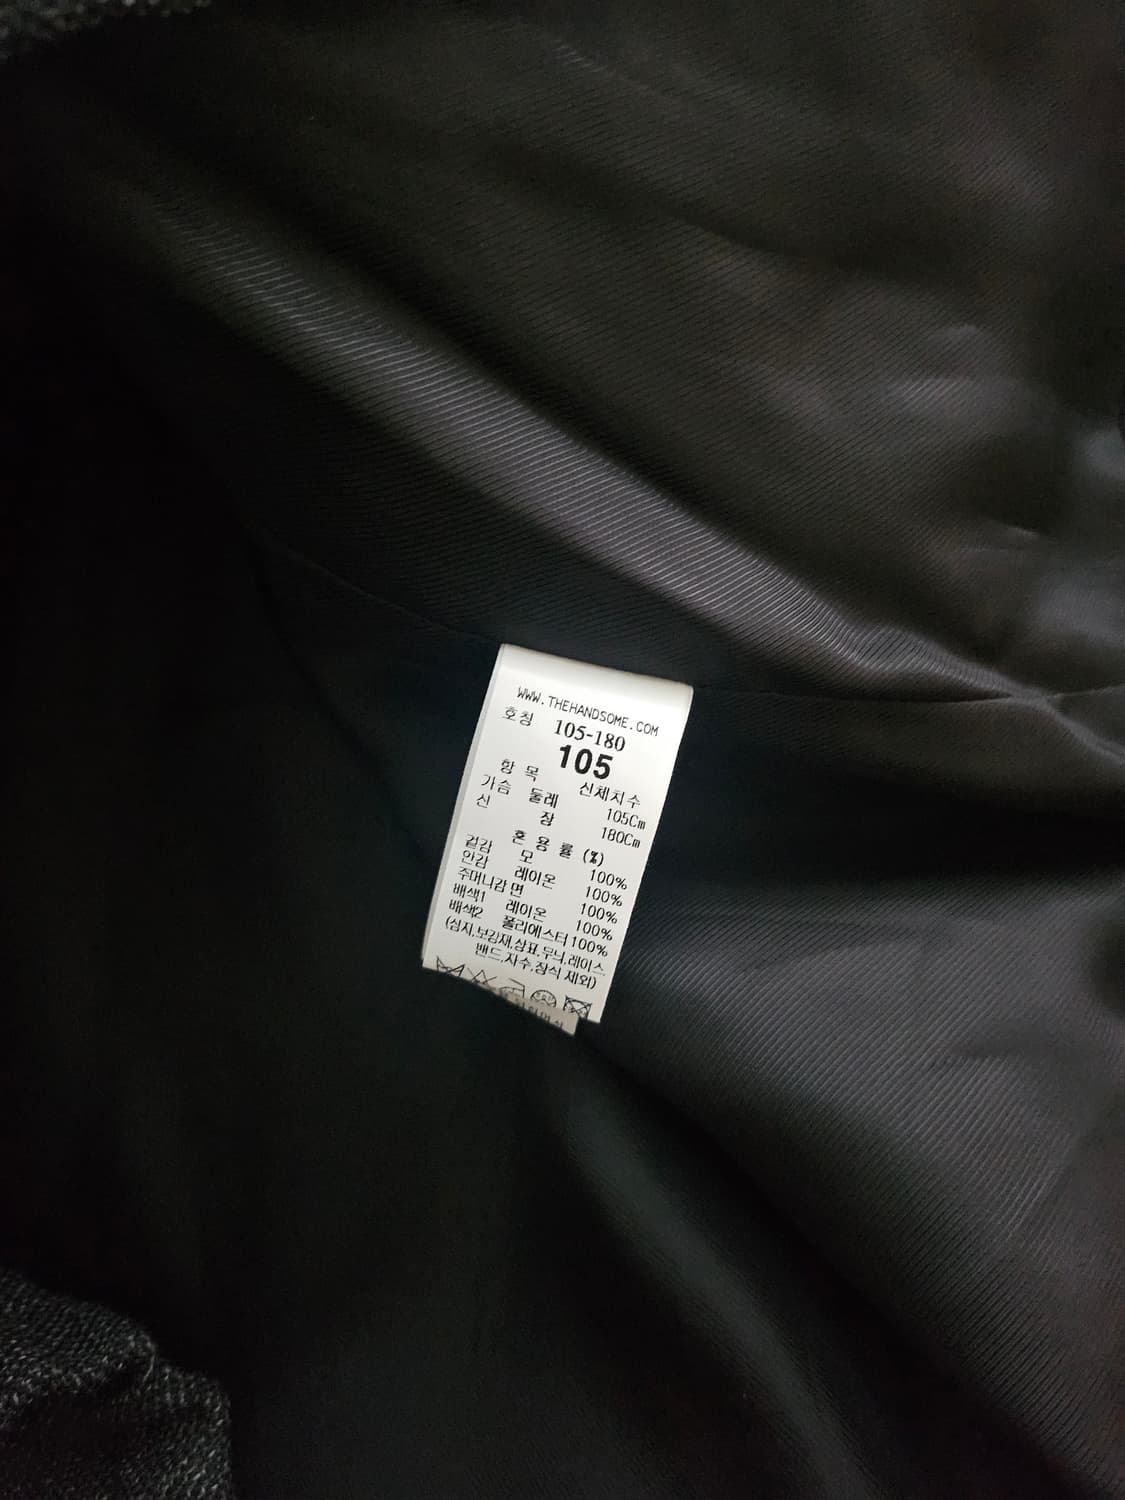 WWW.THEHANDSOME.COM
호칭 105-180
105
항 목 신체치수
가슴 둘레 105Cm
신 장 180Cm
혼 용 률 (%)
겉감 모 100%
안감 레이온 100%
주머니감 면 100%
배색1 레이온 100%
배색2 폴리에스터 100%
(심지,보강재,상표,무늬,레이스,
밴드,자수,장식 제외)